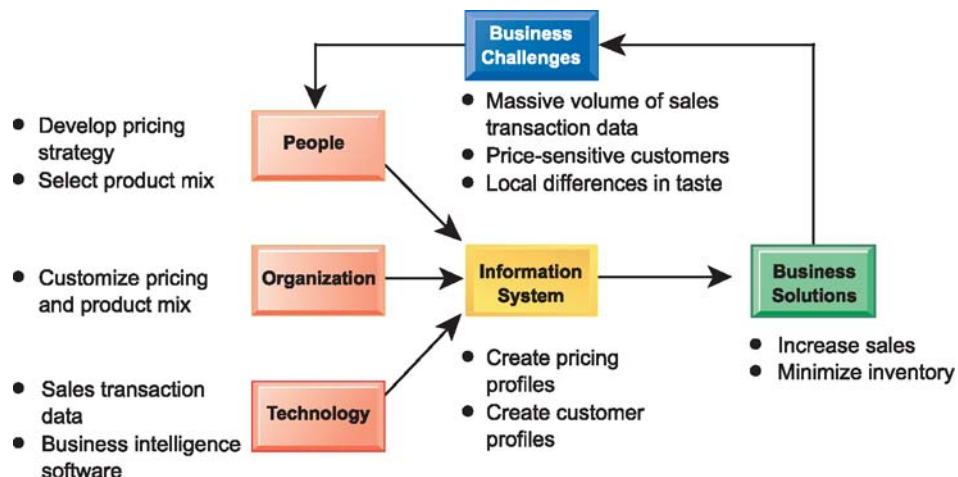 Business
Challenges
● Massive volume of sales
transaction data
● Price-sensitive customers
● Local differences in taste
● Develop pricing
strategy
● Select product mix
People
● Customize pricing
and product mix
Organization
Information
System
Business
Solutions
● Create pricing
profiles
● Create customer
profiles
● Increase sales
● Minimize inventory
● Sales transaction
data
● Business intelligence
software
Technology